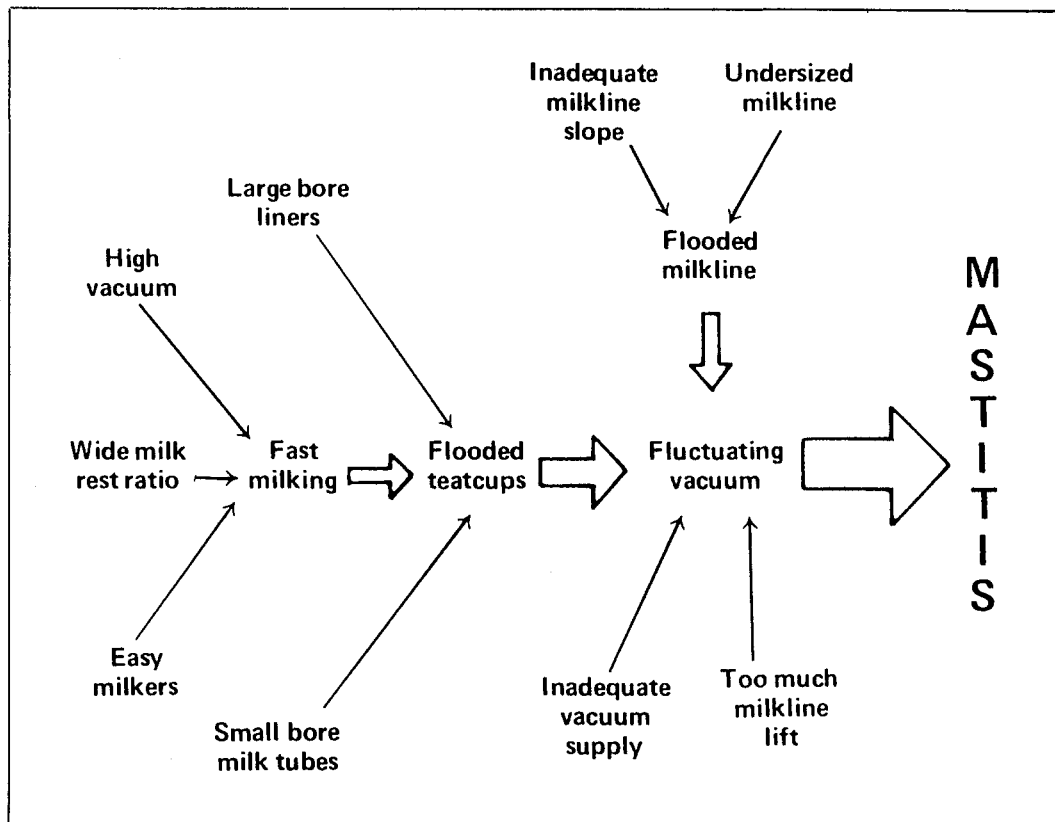 Inadequate
milkline
slope
Undersized
milkline
Large bore
liners
Flooded
milkline
High
vacuum
Wide milk
rest ratio
Fast
milking
Flooded
teatcups
Fluctuating
vacuum
MASTITIS
Easy
milkers
Small bore
milk tubes
Inadequate
vacuum
supply
Too much
milkline
lift